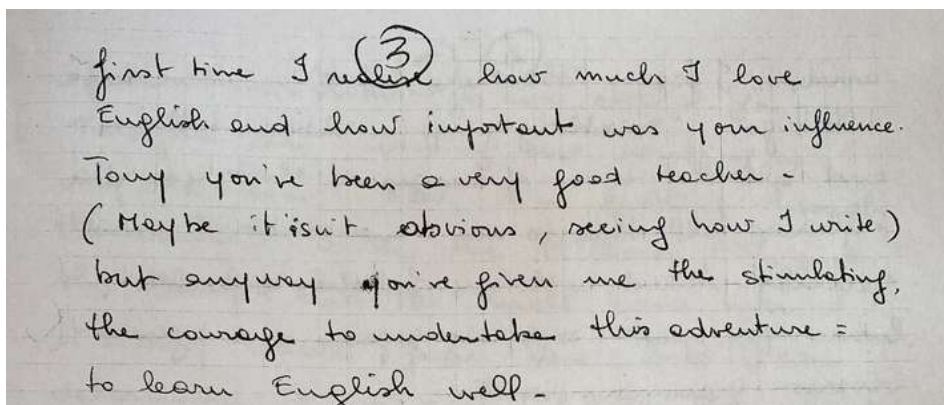 3
first time I realise how much I love
English and how important was your influence.
Tony you've been a very good teacher -
(Maybe it isn't obvious, seeing how I write)
but anyway you've given me the stimulating,
the courage to undertake this adventure =
to learn English well -